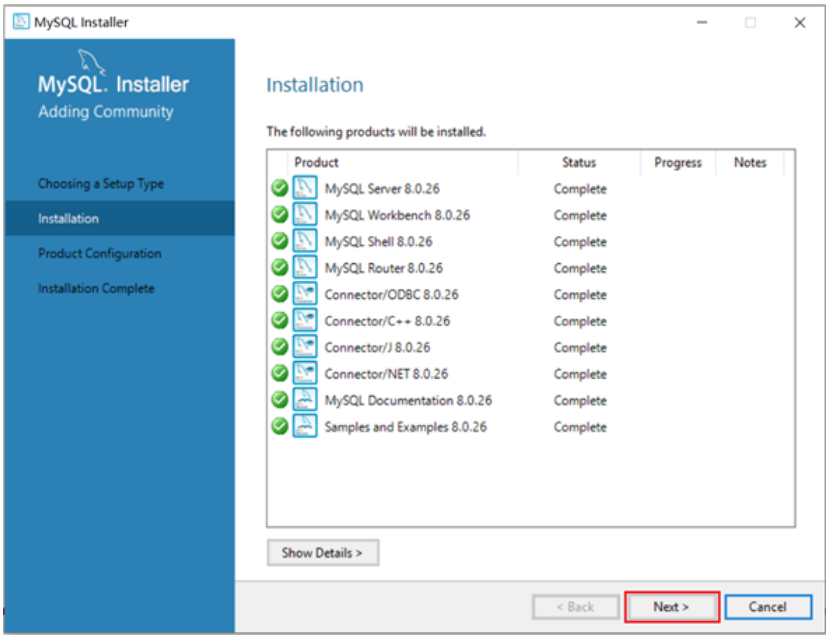 MySQL Installer
MySQL. Installer
Adding Community
Choosing a Setup Type
Installation
Product Configuration
Installation Complete
Installation
The following products will be installed.
Product Status Progress Notes
MySQL Server 8.0.26 Complete
MySQL Workbench 8.0.26 Complete
MySQL Shell 8.0.26 Complete
MySQL Router 8.0.26 Complete
Connector/ODBC 8.0.26 Complete
Connector/C++ 8.0.26 Complete
Connector/J 8.0.26 Complete
Connector/NET 8.0.26 Complete
MySQL Documentation 8.0.26 Complete
Samples and Examples 8.0.26 Complete
Show Details >
< Back Next > Cancel